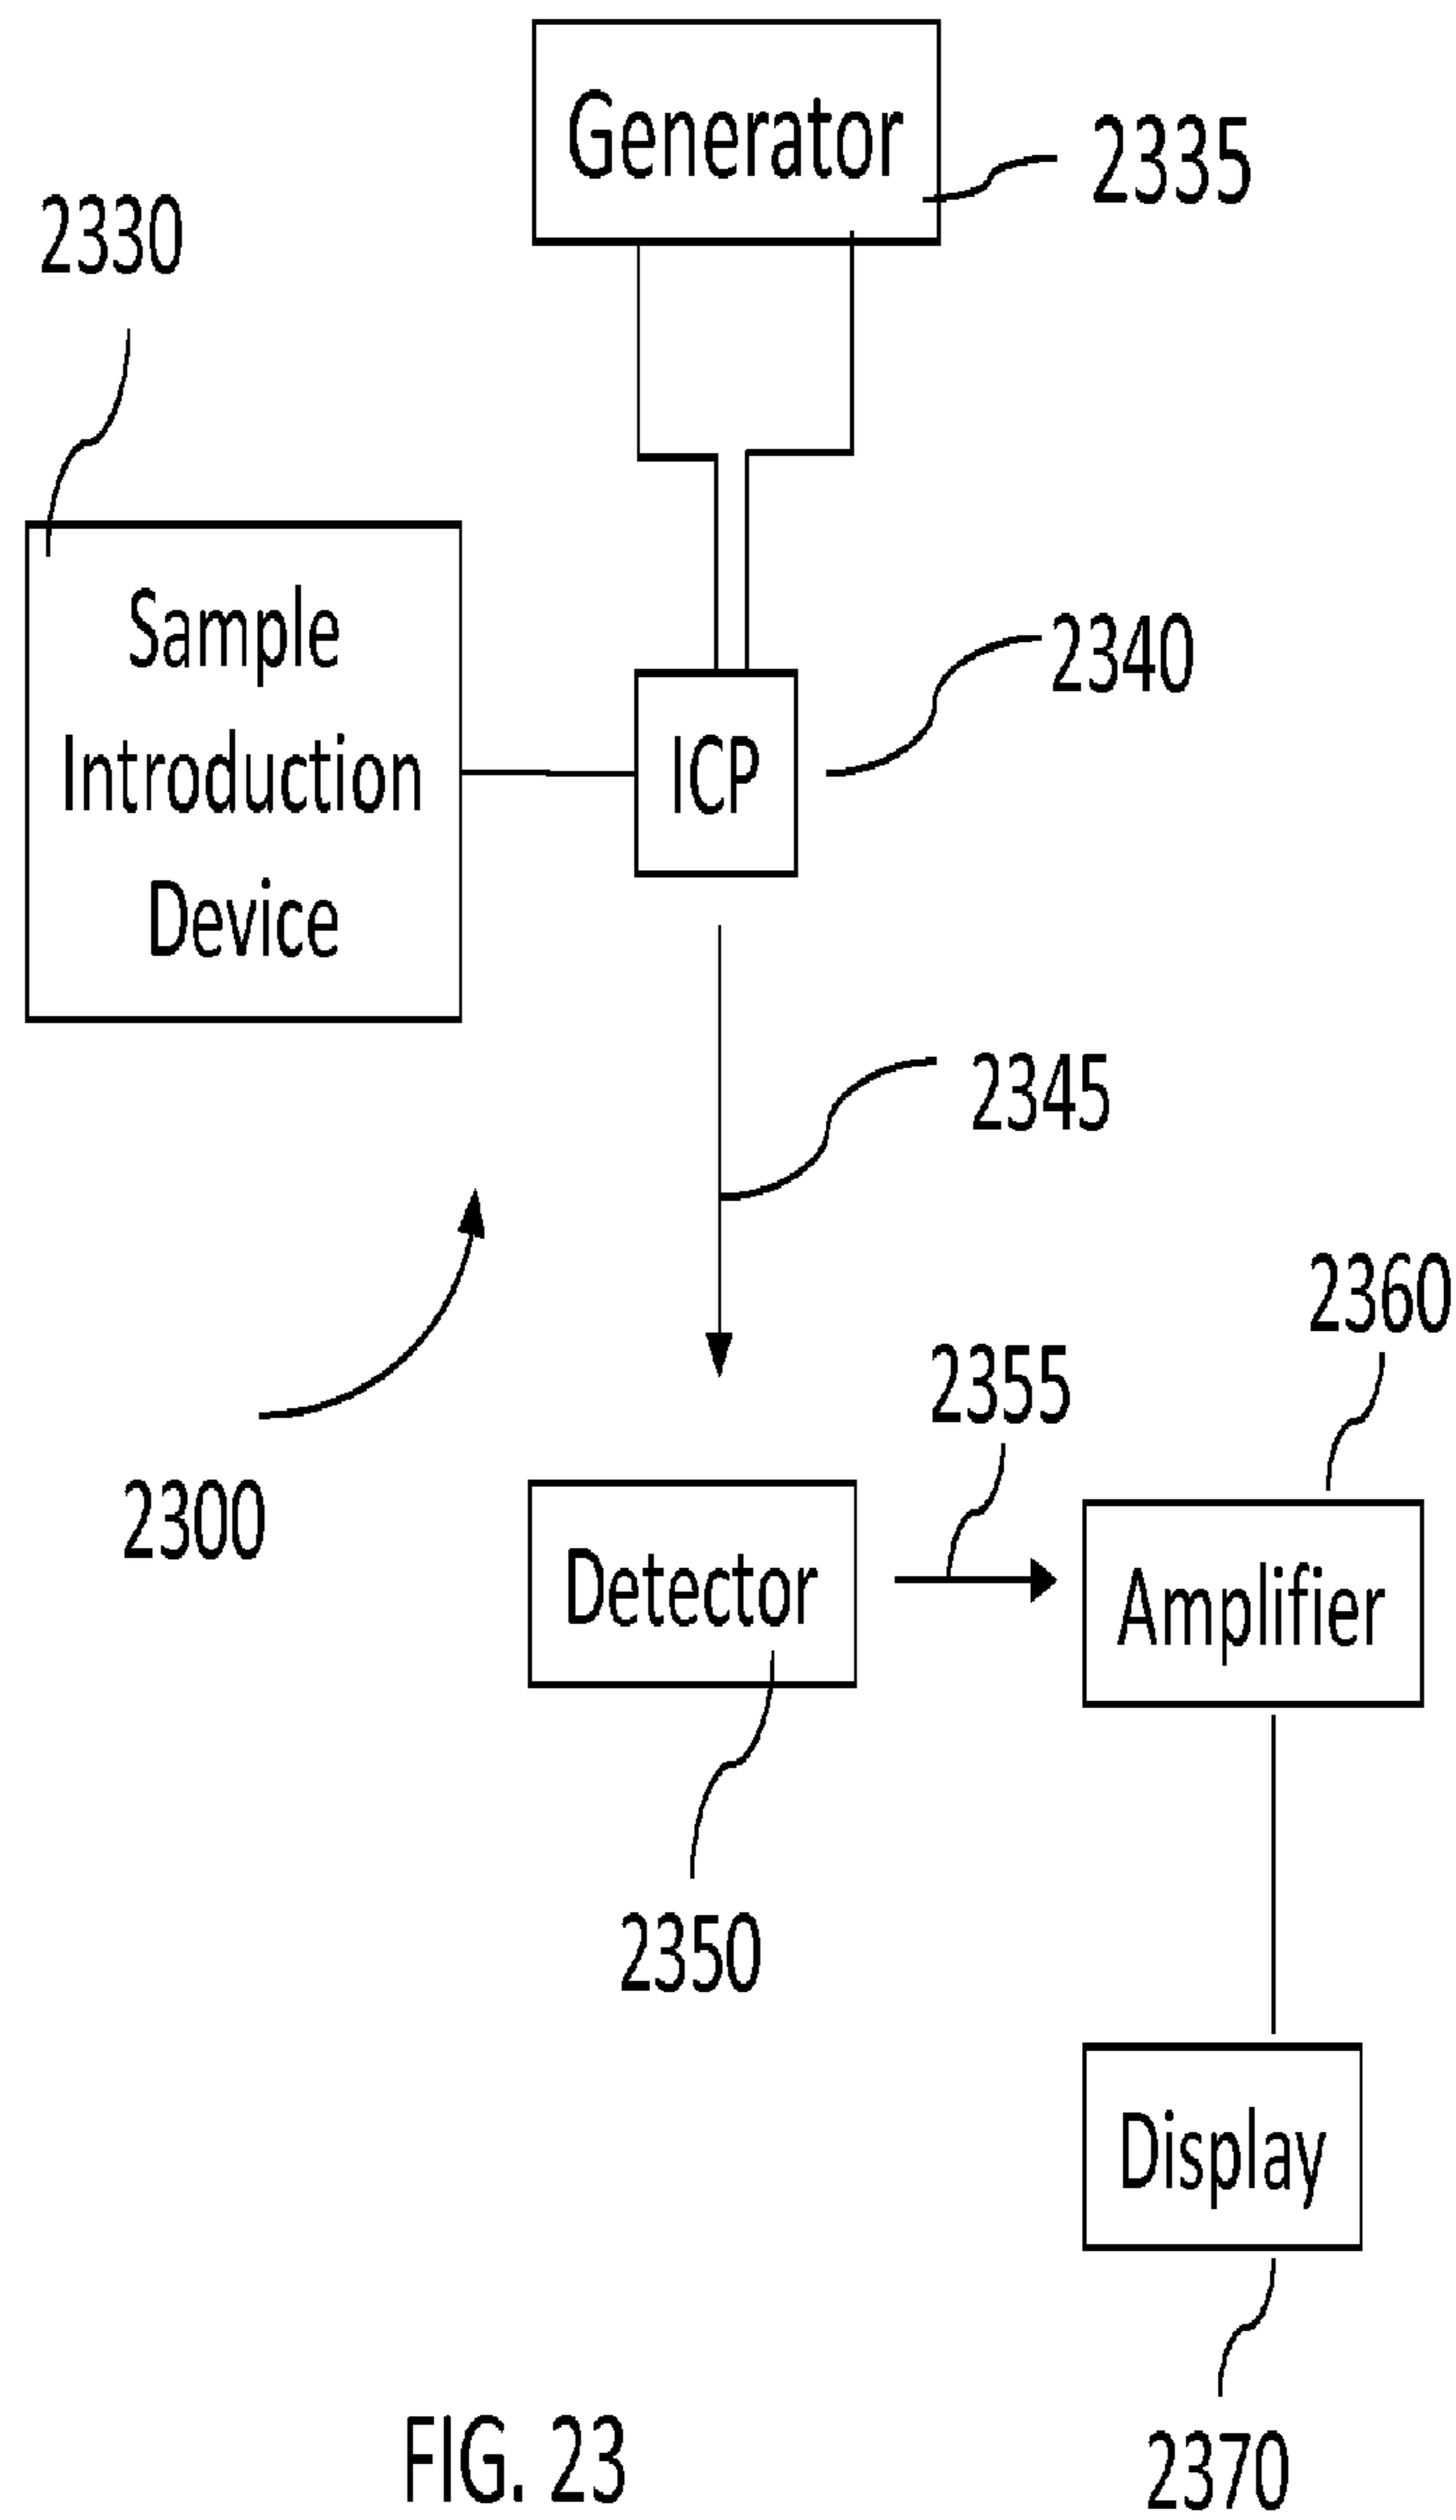 Generator
2335
2330
Sample
Introduction
Device
ICP
2340
2345
2300
2355
2360
Detector
Amplifier
2350
Display
2370
FIG. 23